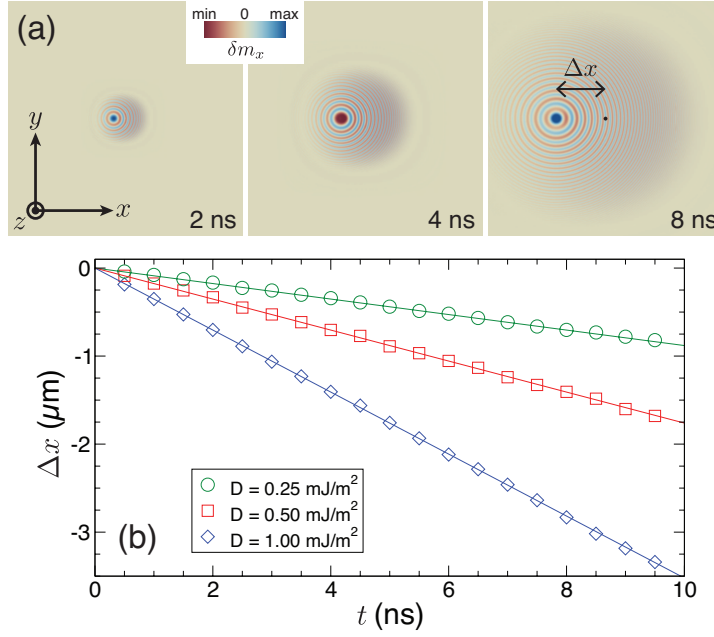 (a)
min 0 max
δm_x
Δx
y
z
x
2 ns
4 ns
8 ns
0
-1
-2
-3
Δx (μm)
D = 0.25 mJ/m²
D = 0.50 mJ/m²
D = 1.00 mJ/m²
(b)
0 2 4 6 8 10
t (ns)